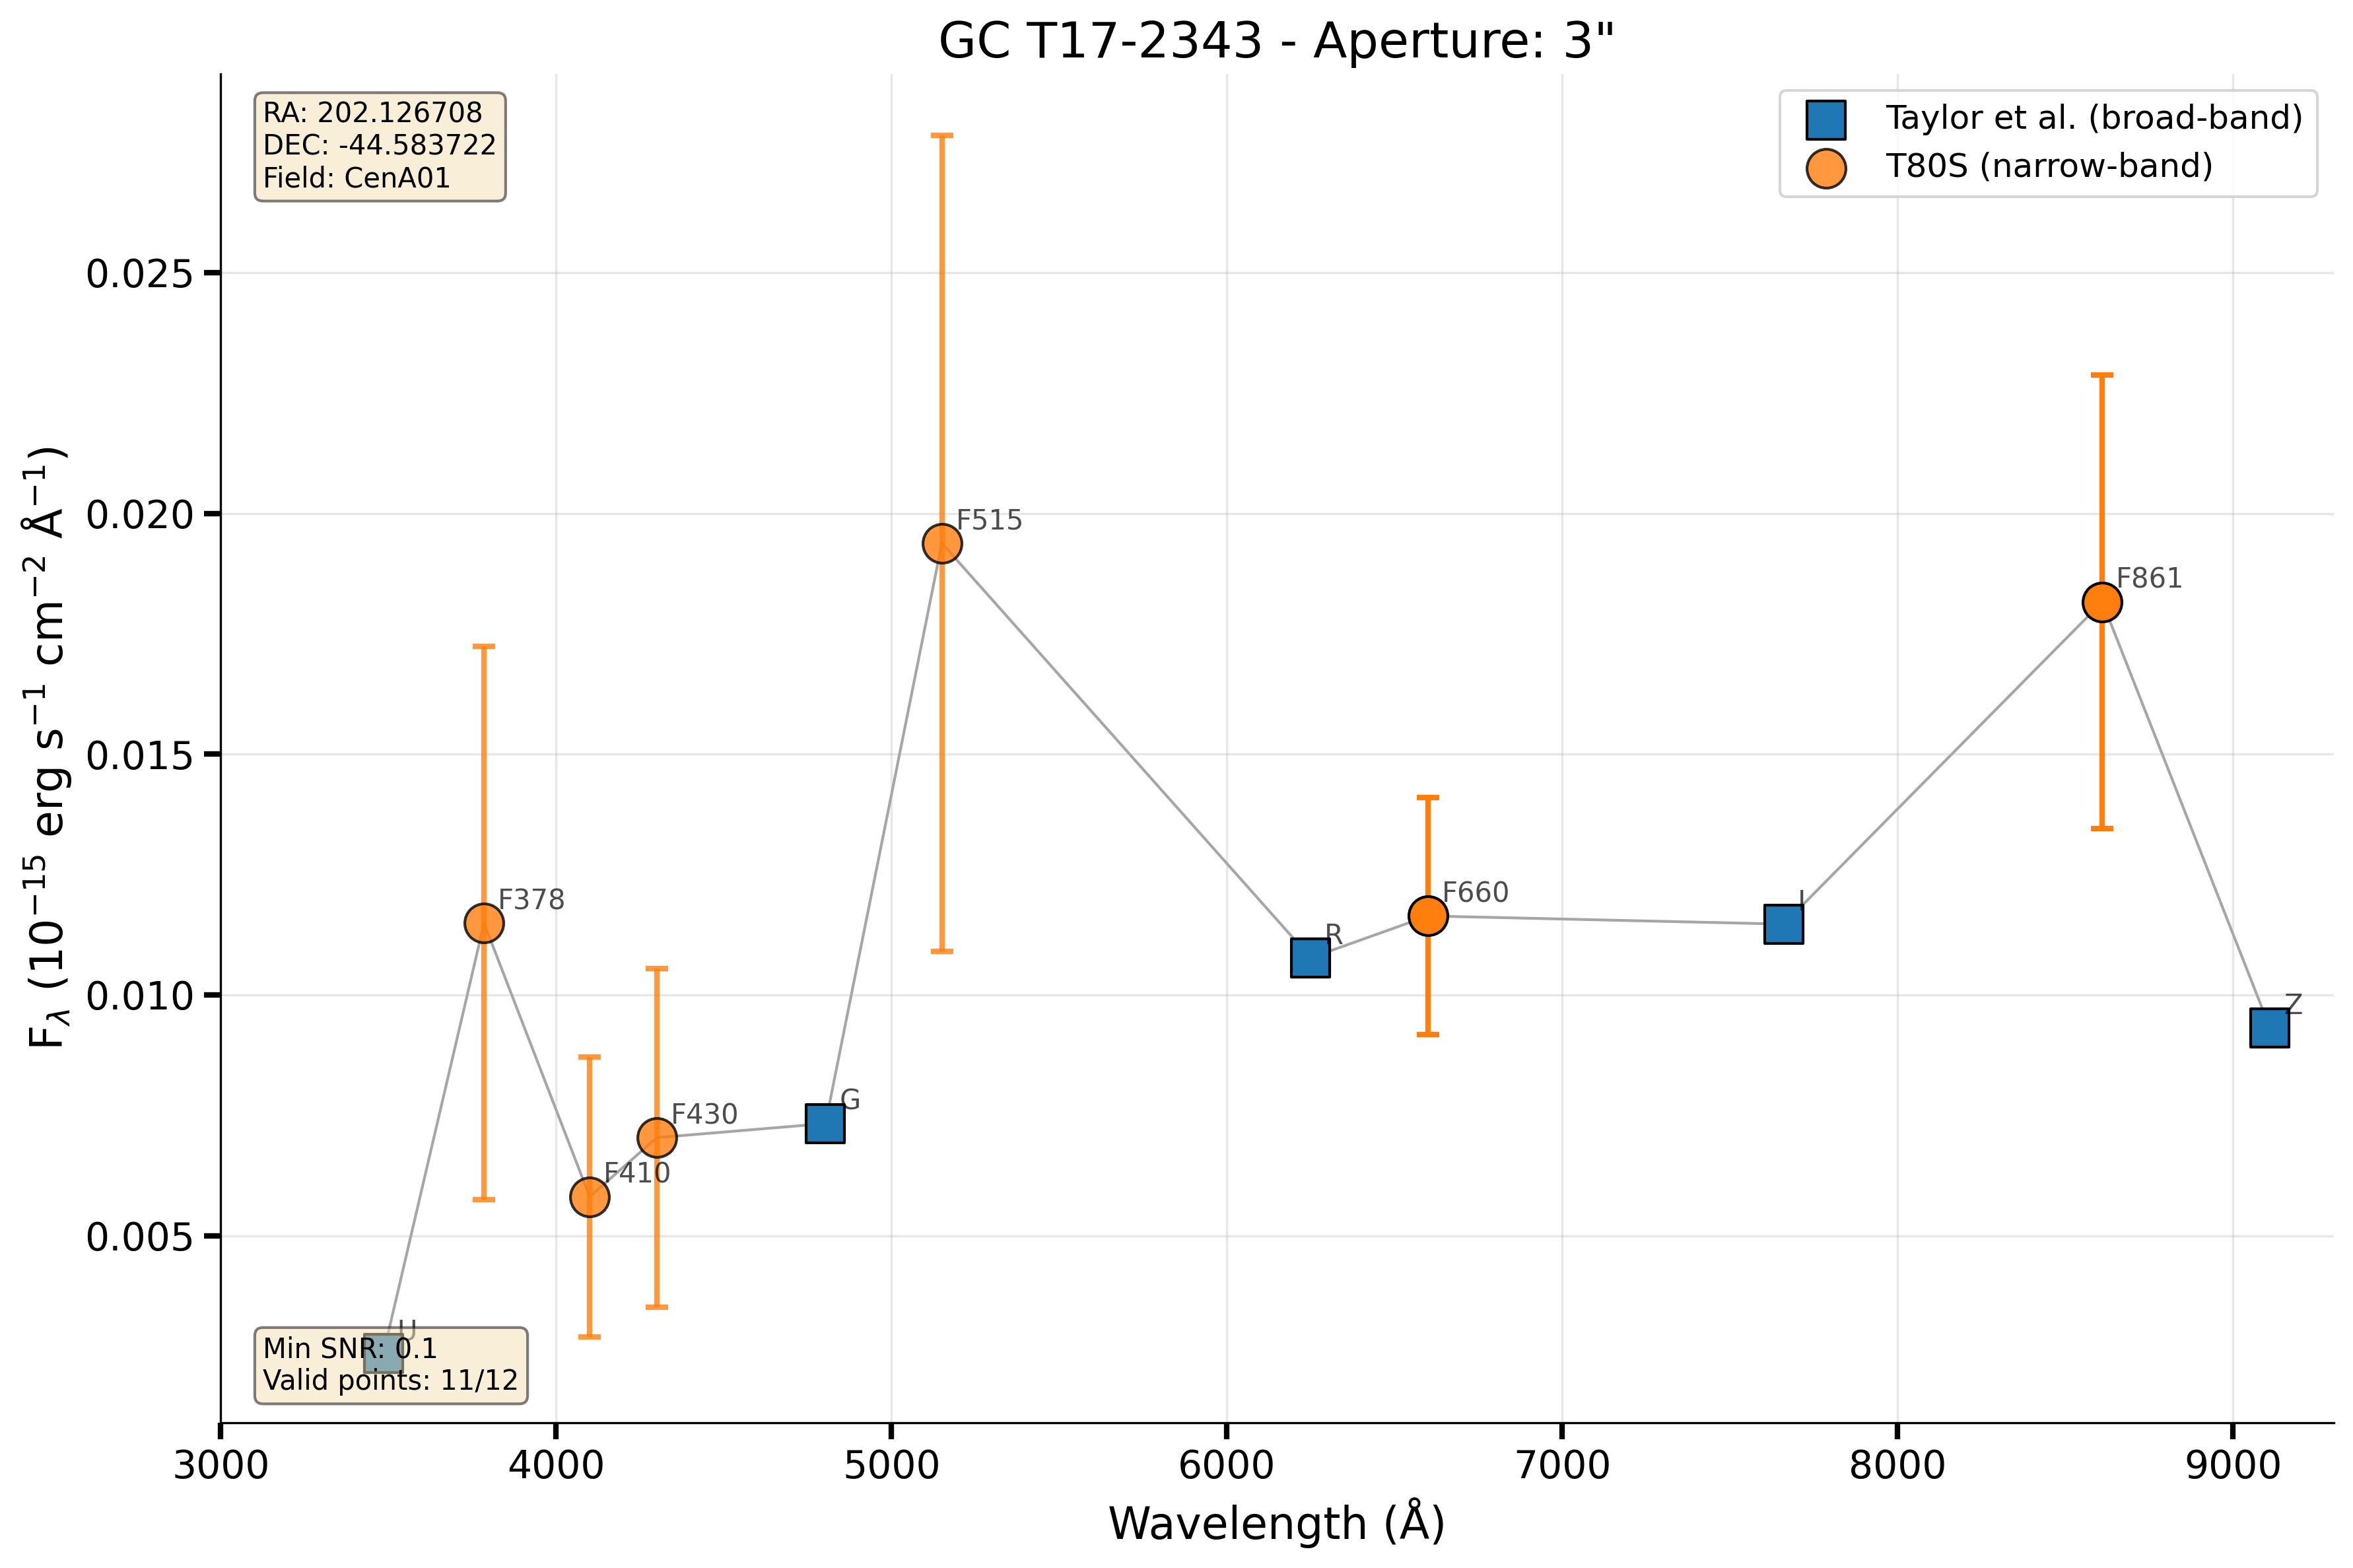 GC T17-2343 - Aperture: 3"
RA: 202.126708
DEC: -44.583722
Field: CenA01
Taylor et al. (broad-band)
T80S (narrow-band)
F_λ (10⁻¹⁵ erg s⁻¹ cm⁻² Å⁻¹)
0.025
0.020
0.015
0.010
0.005
F515
F861
F378
F660
I
R
Z
G
F430
F410
U
Min SNR: 0.1
Valid points: 11/12
3000
4000
5000
6000
7000
8000
9000
Wavelength (Å)